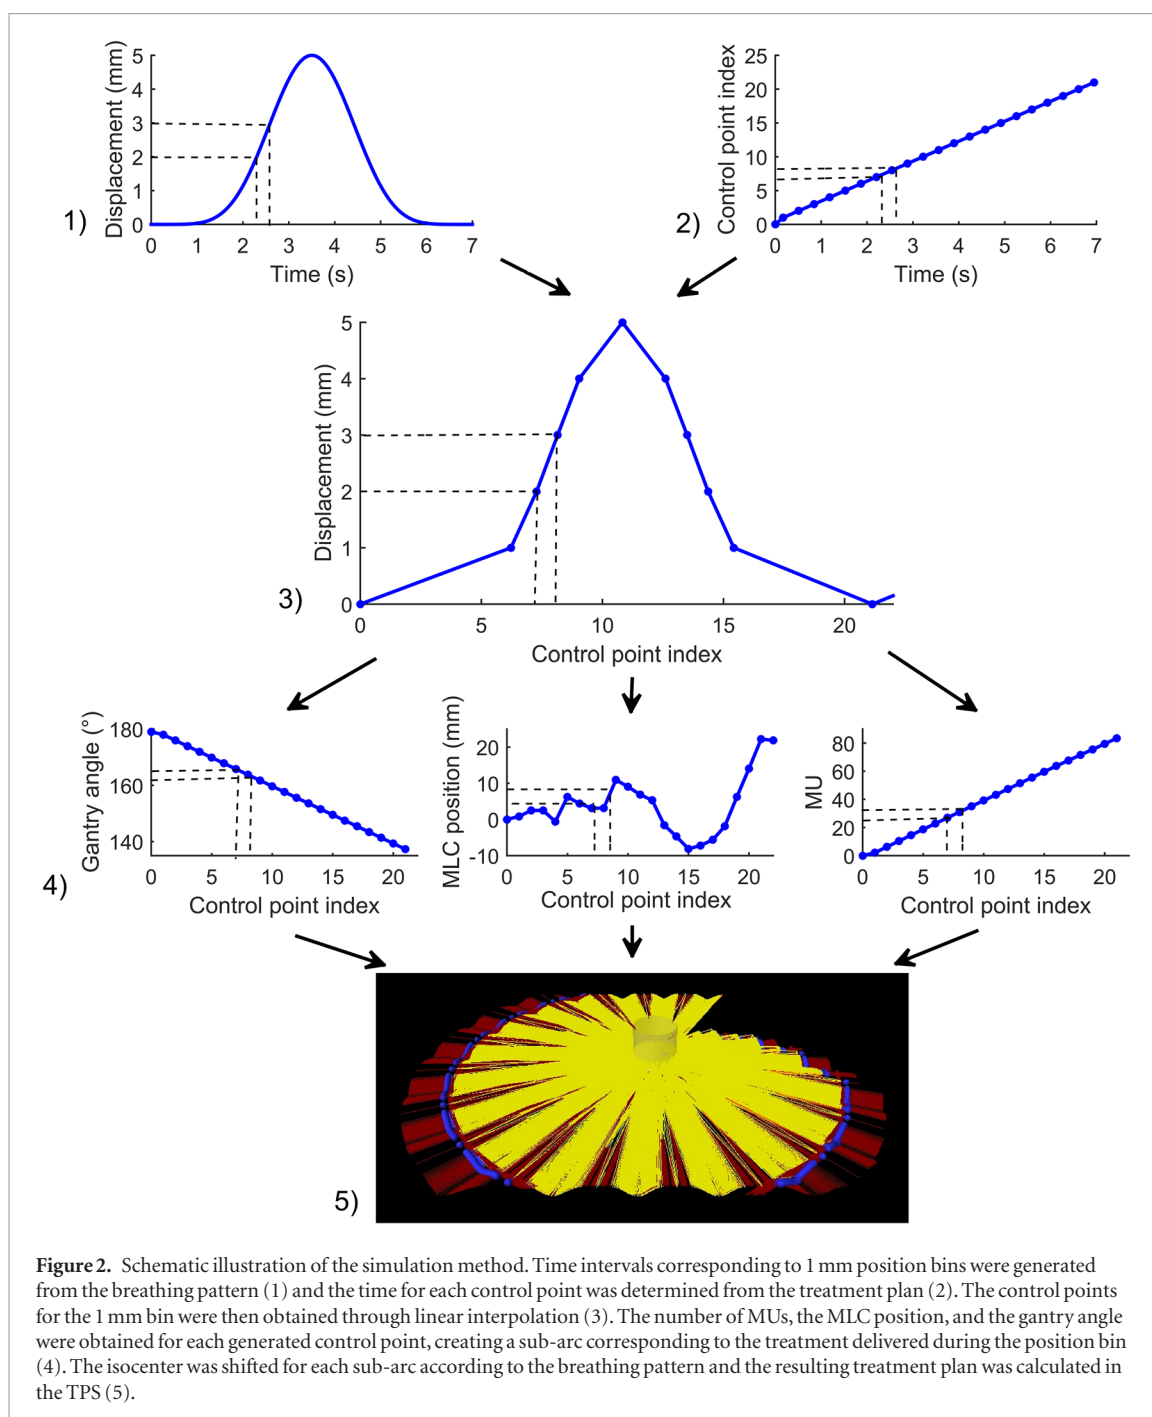 Displacement (mm)
5
4
3
2
1
0
0 1 2 3 4 5 6 7
Time (s)
1)
Control point index
25
20
15
10
5
0
0 1 2 3 4 5 6 7
Time (s)
2)
Displacement (mm)
5
4
3
2
1
0
0 5 10 15 20
Control point index
3)
Gantry angle (°)
180
160
140
0 5 10 15 20
Control point index
4)
MLC position (mm)
20
10
0
-10
0 5 10 15 20
Control point index
MU
80
60
40
20
0
0 5 10 15 20
Control point index
5)
Figure 2. Schematic illustration of the simulation method. Time intervals corresponding to 1 mm position bins were generated
from the breathing pattern (1) and the time for each control point was determined from the treatment plan (2). The control points
for the 1 mm bin were then obtained through linear interpolation (3). The number of MUs, the MLC position, and the gantry angle
were obtained for each generated control point, creating a sub-arc corresponding to the treatment delivered during the position bin
(4). The isocenter was shifted for each sub-arc according to the breathing pattern and the resulting treatment plan was calculated in
the TPS (5).